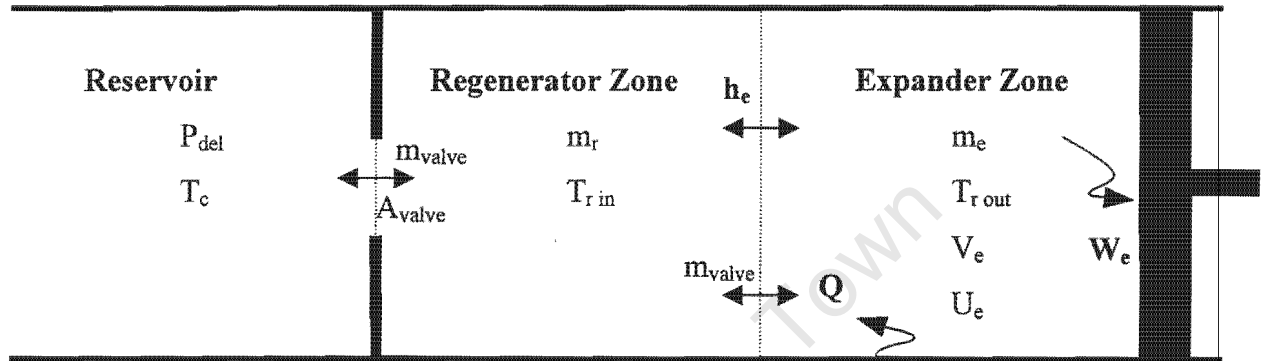 Reservoir
Regenerator Zone
Expander Zone
h_e
P_del
m_r
m_e
m_valve
T_c
T_r in
T_r out
A_valve
V_e
W_e
m_valve
Q
U_e
Town